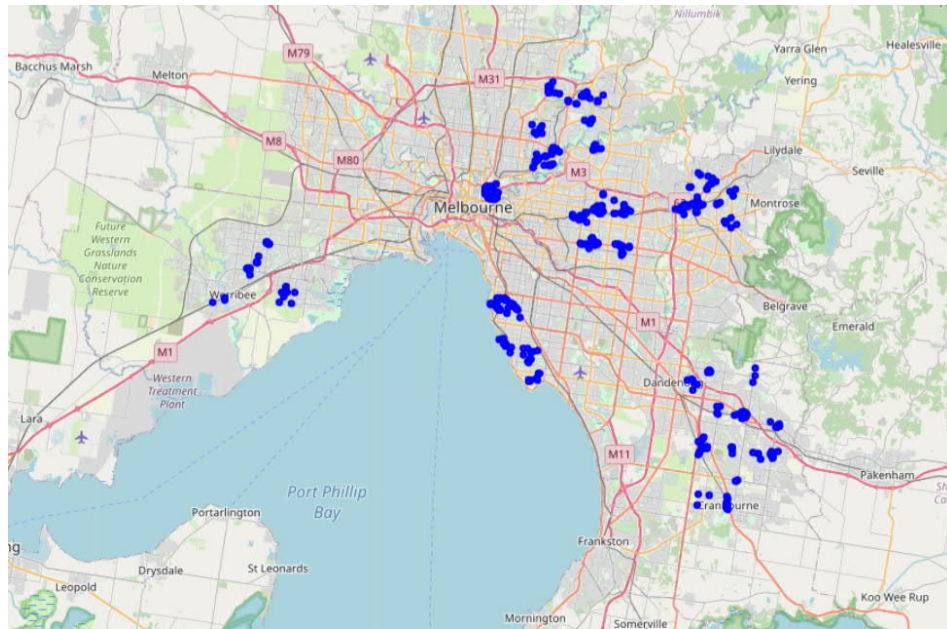 Nillumbik
Healesville
Yarra Glen
M79
Bacchus Marsh
Melton
M31
Yering
M8
M80
Lilydale
M3
Seville
Melbourne
Montrose
Future
Western
Grasslands
Nature
Conservation
Reserve
Werribee
Belgrave
M1
Emerald
M1
Western
Treatment
Plant
Dandenong
Lara
M11
Pakenham
Port Phillip
Bay
Cranbourne
Portarlington
Frankston
Drysdale
St Leonards
Leopold
Koo Wee Rup
Mornington
Somerville